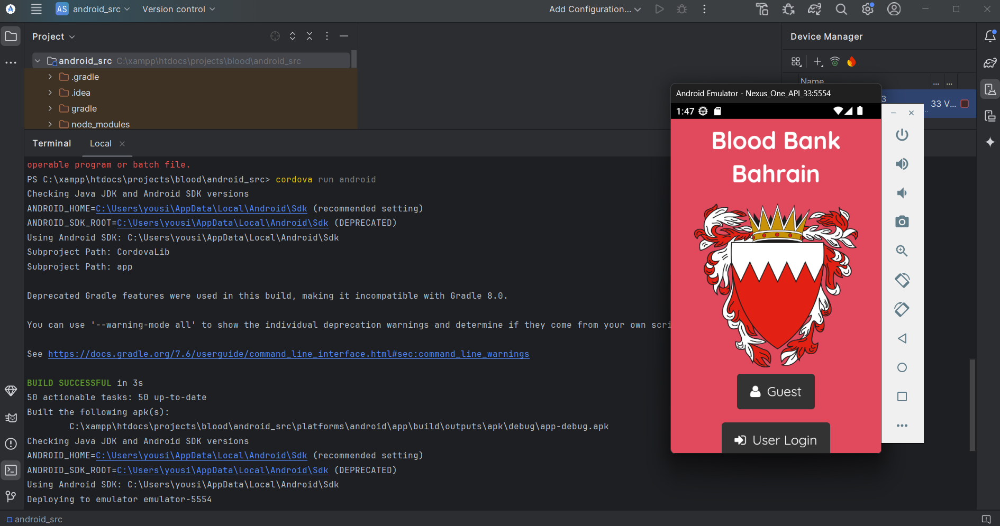 AS android_src
Version control
Add Configuration...
Project
android_src C:\xampp\htdocs\projects\blood\android_src
.gradle
.idea
gradle
node_modules
Device Manager
Name
... ...
3
33 V...
..
Terminal
Local
operable program or batch file.
PS C:\xampp\htdocs\projects\blood\android_src> cordova run android
Checking Java JDK and Android SDK versions
ANDROID_HOME=C:\Users\yousi\AppData\Local\Android\Sdk (recommended setting)
ANDROID_SDK_ROOT=C:\Users\yousi\AppData\Local\Android\Sdk (DEPRECATED)
Using Android SDK: C:\Users\yousi\AppData\Local\Android\Sdk
Subproject Path: CordovaLib
Subproject Path: app
Deprecated Gradle features were used in this build, making it incompatible with Gradle 8.0.
You can use '--warning-mode all' to show the individual deprecation warnings and determine if they come from your own scri
See https://docs.gradle.org/7.6/userguide/command_line_interface.html#sec:command_line_warnings
BUILD SUCCESSFUL in 3s
50 actionable tasks: 50 up-to-date
Built the following apk(s):
C:\xampp\htdocs\projects\blood\android_src\platforms\android\app\build\outputs\apk\debug\app-debug.apk
Checking Java JDK and Android SDK versions
ANDROID_HOME=C:\Users\yousi\AppData\Local\Android\Sdk (recommended setting)
ANDROID_SDK_ROOT=C:\Users\yousi\AppData\Local\Android\Sdk (DEPRECATED)
Using Android SDK: C:\Users\yousi\AppData\Local\Android\Sdk
Deploying to emulator emulator-5554
Android Emulator - Nexus_One_API_33:5554
1:47
Blood Bank
Bahrain
Guest
User Login
android_src